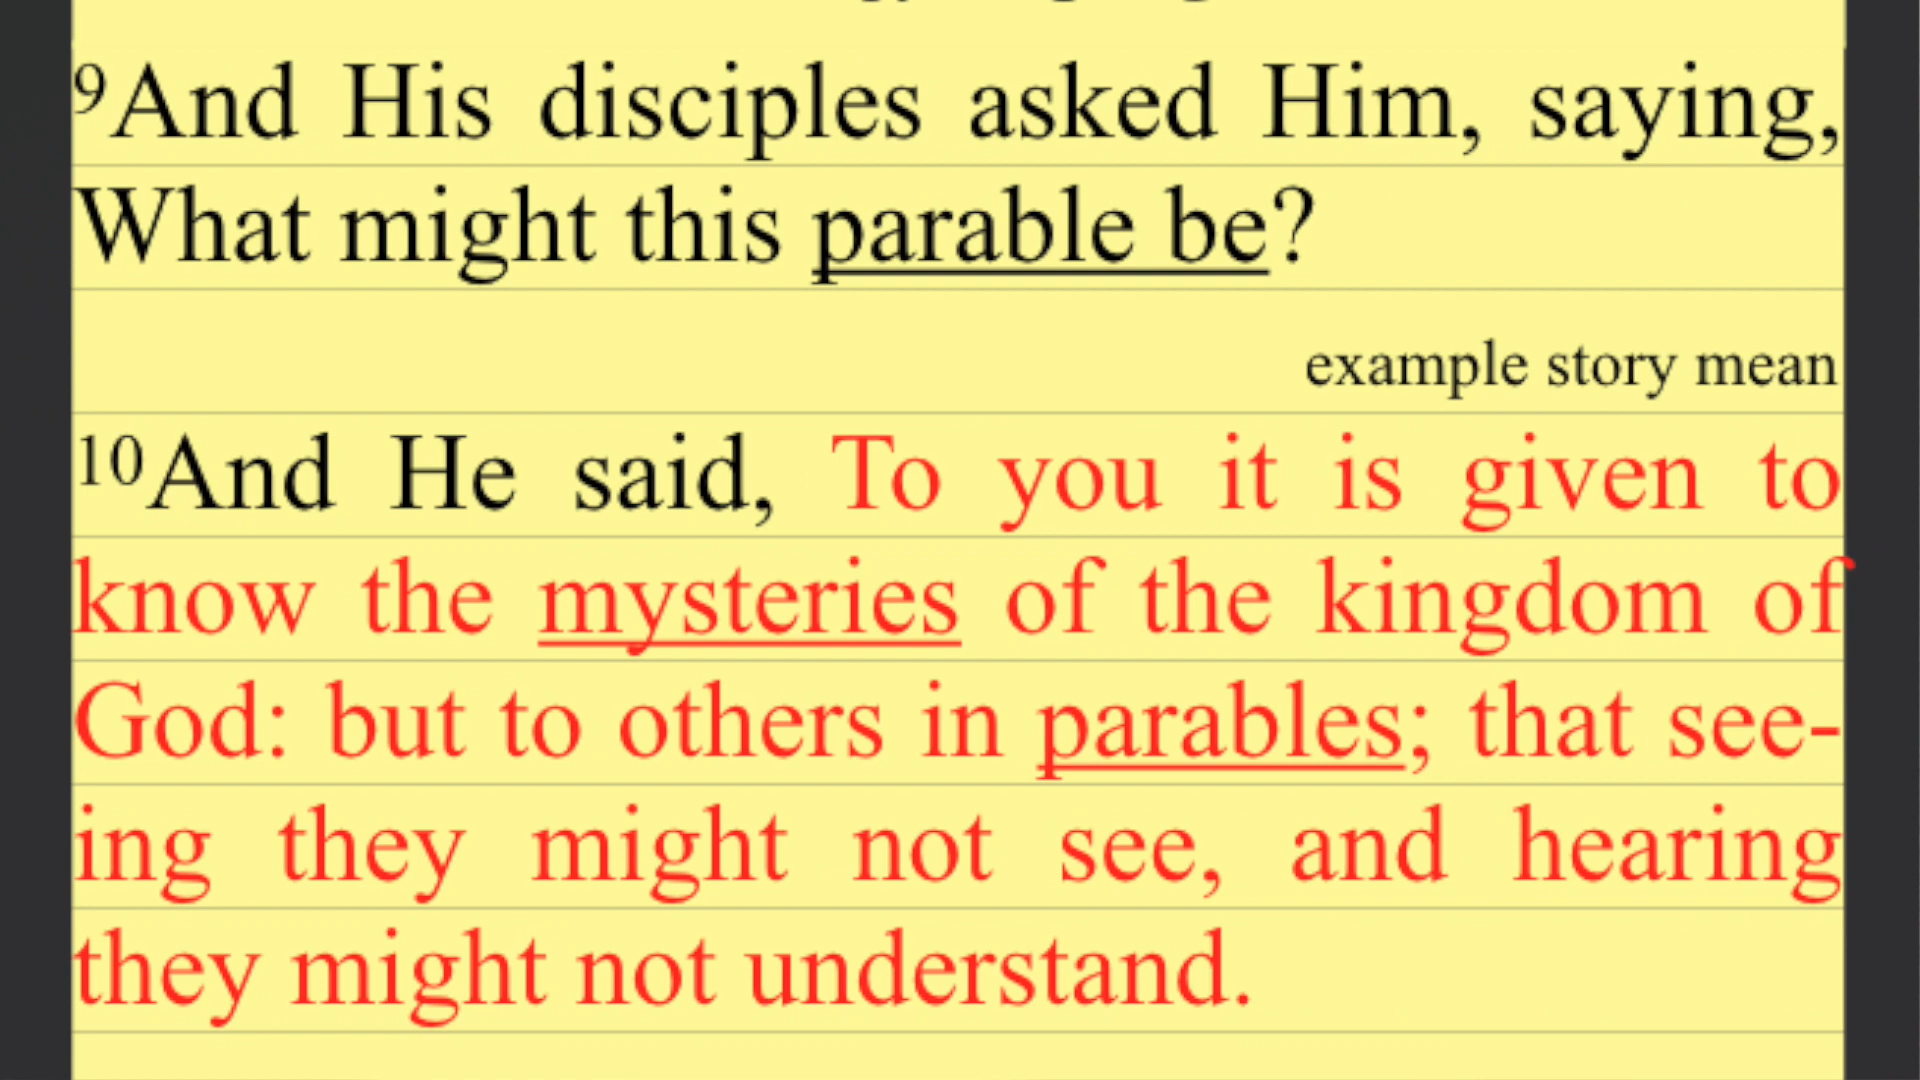 ⁹And His disciples asked Him, saying,
What might this parable be?
example story mean
¹⁰And He said, To you it is given to
know the mysteries of the kingdom of
God: but to others in parables; that see-
ing they might not see, and hearing
they might not understand.